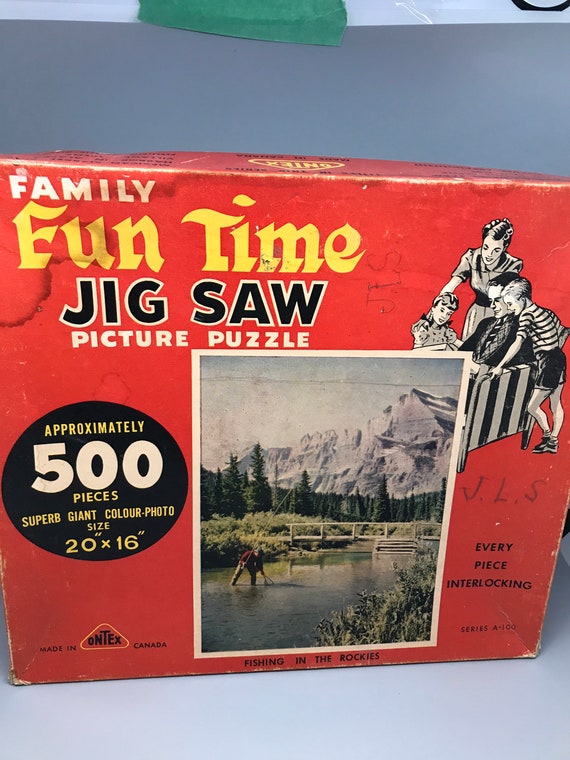 ONTEX
FAMILY
Fun Time
JIG SAW
PICTURE PUZZLE
J.L.S.
APPROXIMATELY
500
PIECES
SUPERB GIANT COLOUR-PHOTO
SIZE
20" x 16"
J.L.S
EVERY
PIECE
INTERLOCKING
SERIES A-100
MADE IN ONTEX CANADA
FISHING IN THE ROCKIES